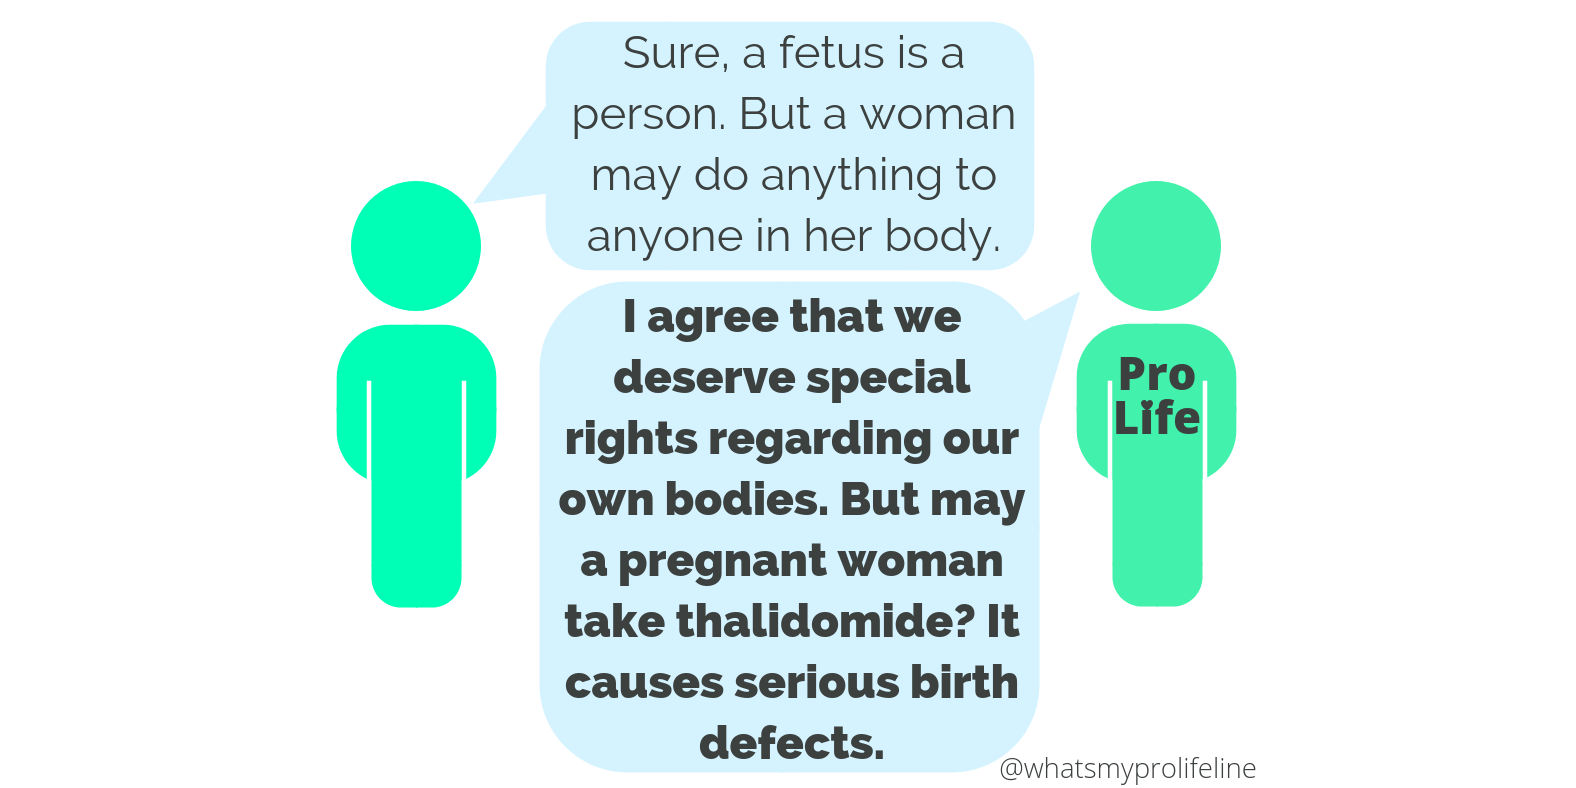 Sure, a fetus is a
person. But a woman
may do anything to
anyone in her body.
I agree that we
deserve special
rights regarding our
own bodies. But may
a pregnant woman
take thalidomide? It
causes serious birth
defects.
Pro
Life
@whatsmyprolifeline